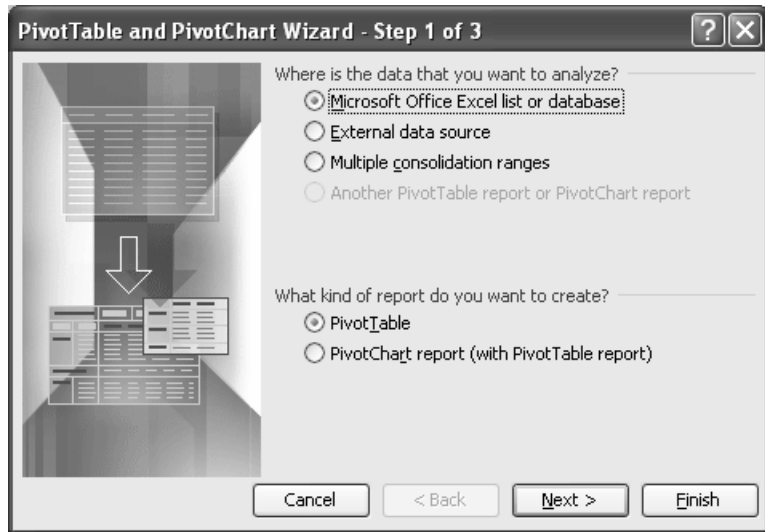 PivotTable and PivotChart Wizard - Step 1 of 3
Where is the data that you want to analyze?
Microsoft Office Excel list or database
External data source
Multiple consolidation ranges
Another PivotTable report or PivotChart report
What kind of report do you want to create?
PivotTable
PivotChart report (with PivotTable report)
Cancel < Back Next > Finish